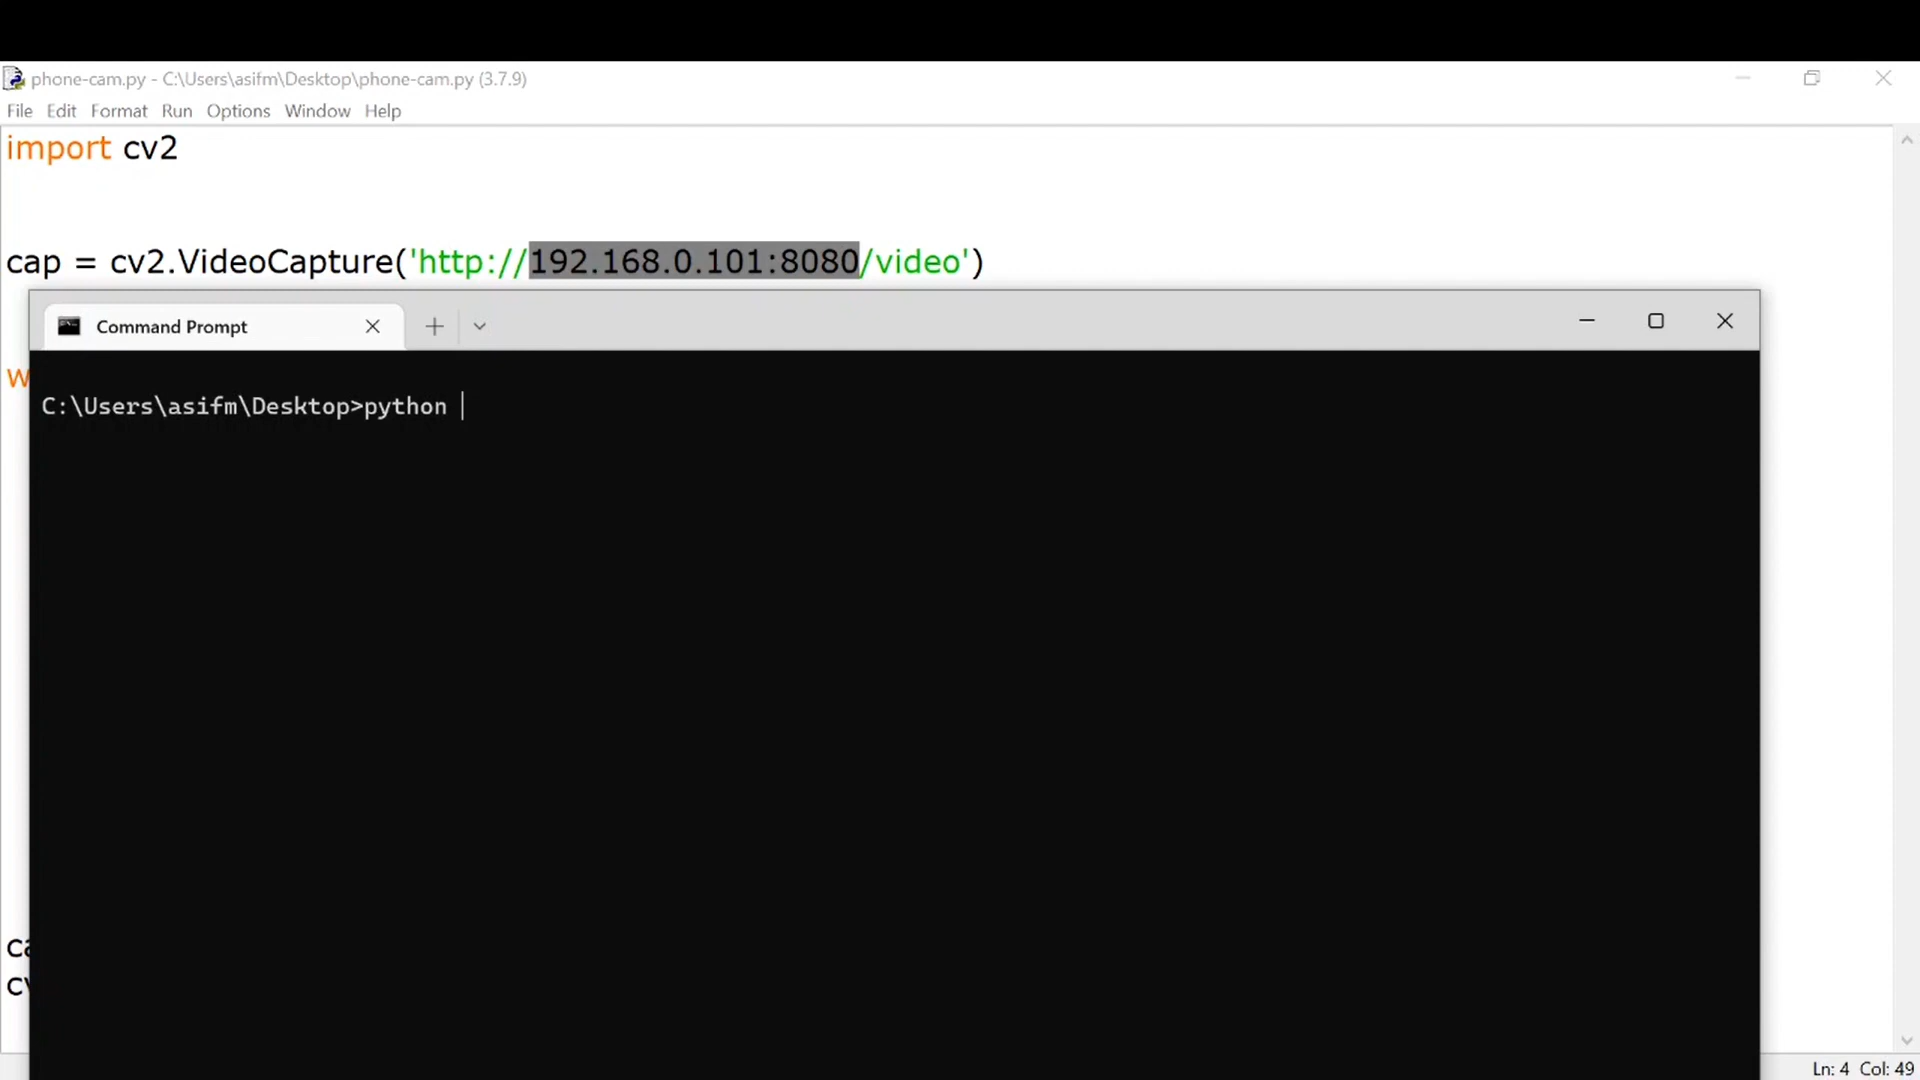 phone-cam.py - C:\Users\asifm\Desktop\phone-cam.py (3.7.9)
File Edit Format Run Options Window Help
import cv2
cap = cv2.VideoCapture('http://192.168.0.101:8080/video')
Command Prompt
w
C:\Users\asifm\Desktop>python
ca
cv
Ln: 4 Col: 49